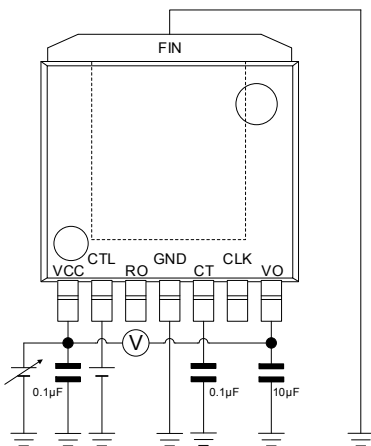 FIN
CTL GND CLK
VCC RO CT VO
V
0.1μF 0.1μF 10μF